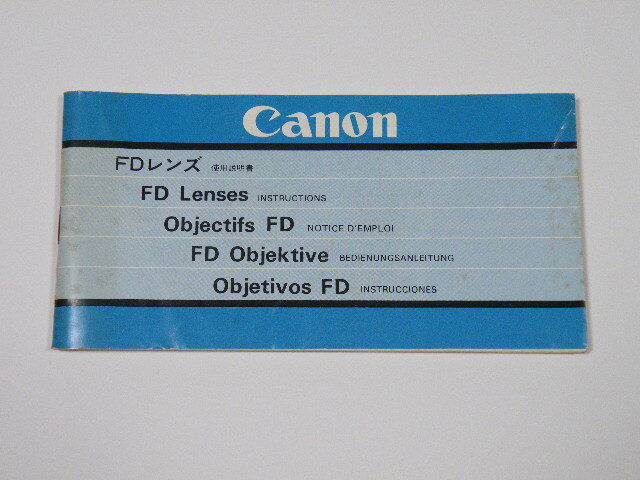 Canon
FDレンズ 使用説明書
FD Lenses INSTRUCTIONS
Objectifs FD NOTICE D'EMPLOI
FD Objektive BEDIENUNGSANLEITUNG
Objetivos FD INSTRUCCIONES